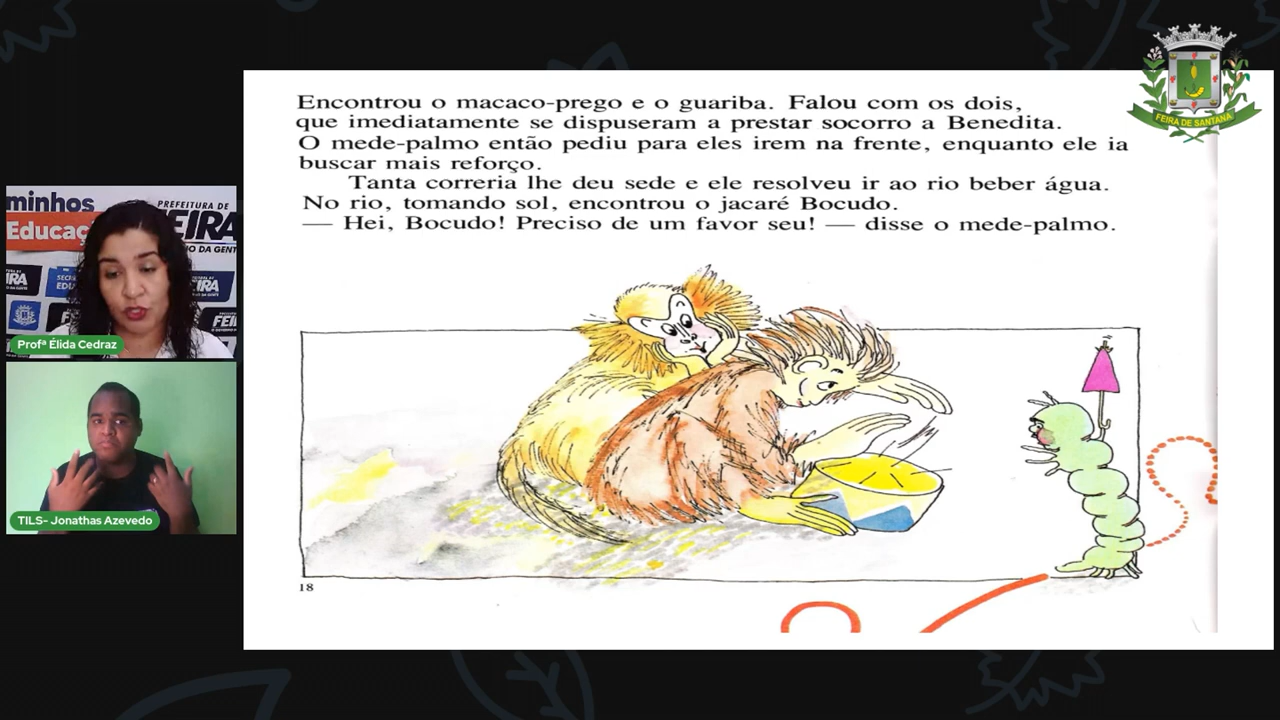 Encontrou o macaco-prego e o guariba. Falou com os dois,
que imediatamente se dispuseram a prestar socorro a Benedita.
O mede-palmo então pediu para eles irem na frente, enquanto ele ia
buscar mais reforço.
Tanta correria lhe deu sede e ele resolveu ir ao rio beber água.
No rio, tomando sol, encontrou o jacaré Bocudo.
— Hei, Bocudo! Preciso de um favor seu! — disse o mede-palmo.
18
FEIRA DE SANTANA
minhos
Educaç
PREFEITURA DE
FEIRA
Profª Élida Cedraz
TILS- Jonathas Azevedo